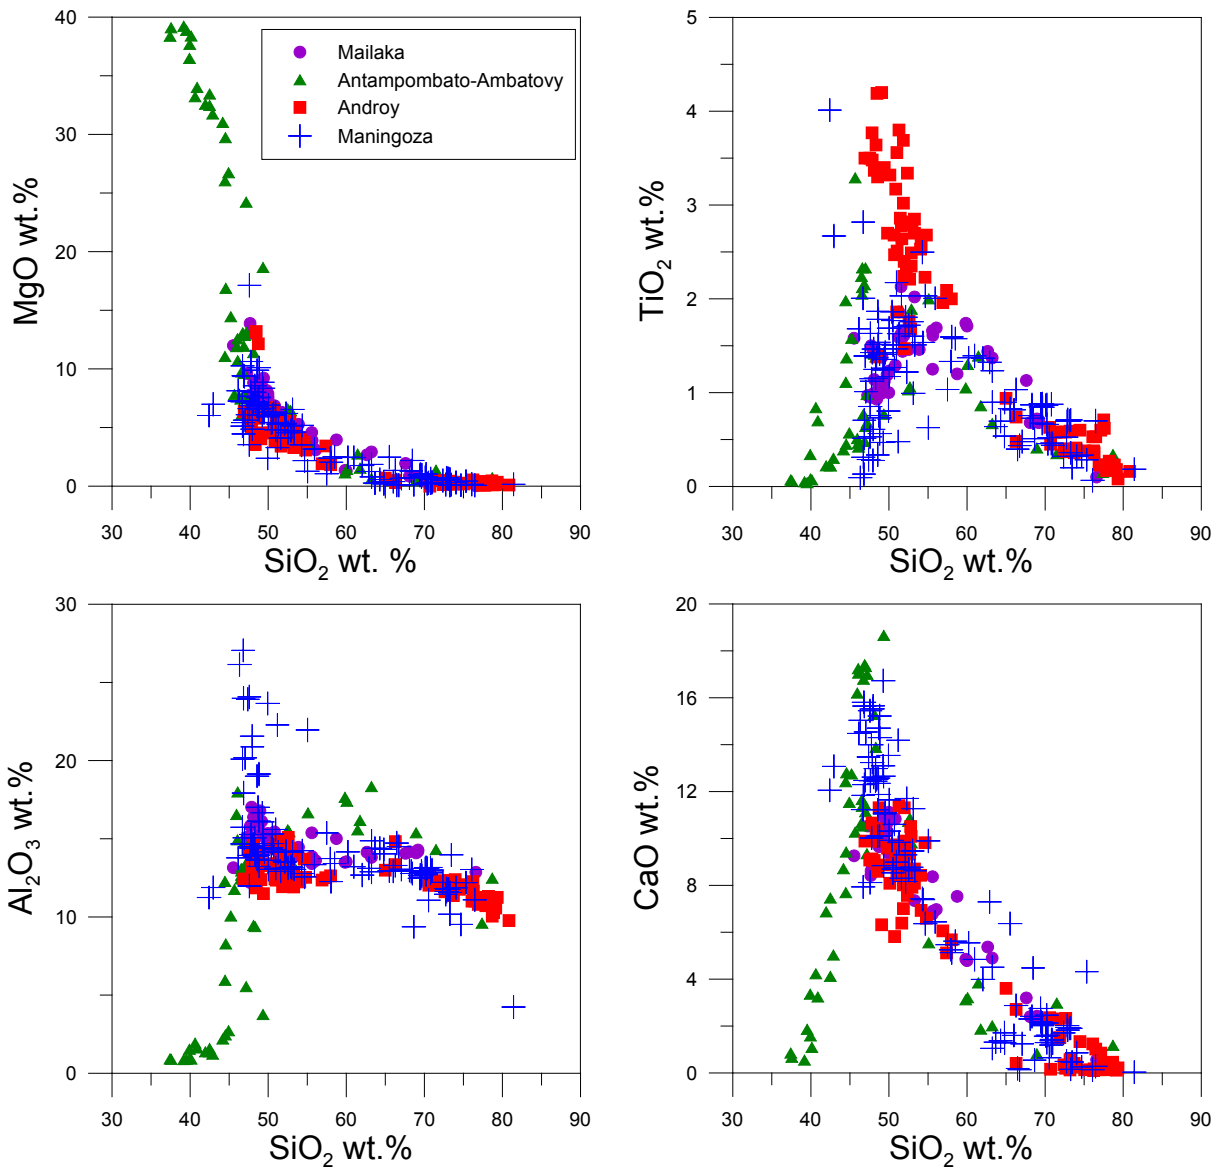 40
30
20
10
0
MgO wt.%
Mailaka
Antampombato-Ambatovy
Androy
Maningoza
30 40 50 60 70 80 90
SiO₂ wt. %
5
4
3
2
1
0
TiO₂ wt.%
30 40 50 60 70 80 90
SiO₂ wt.%
30
20
10
0
Al₂O₃ wt.%
30 40 50 60 70 80 90
SiO₂ wt.%
20
16
12
8
4
0
CaO wt.%
30 40 50 60 70 80 90
SiO₂ wt.%